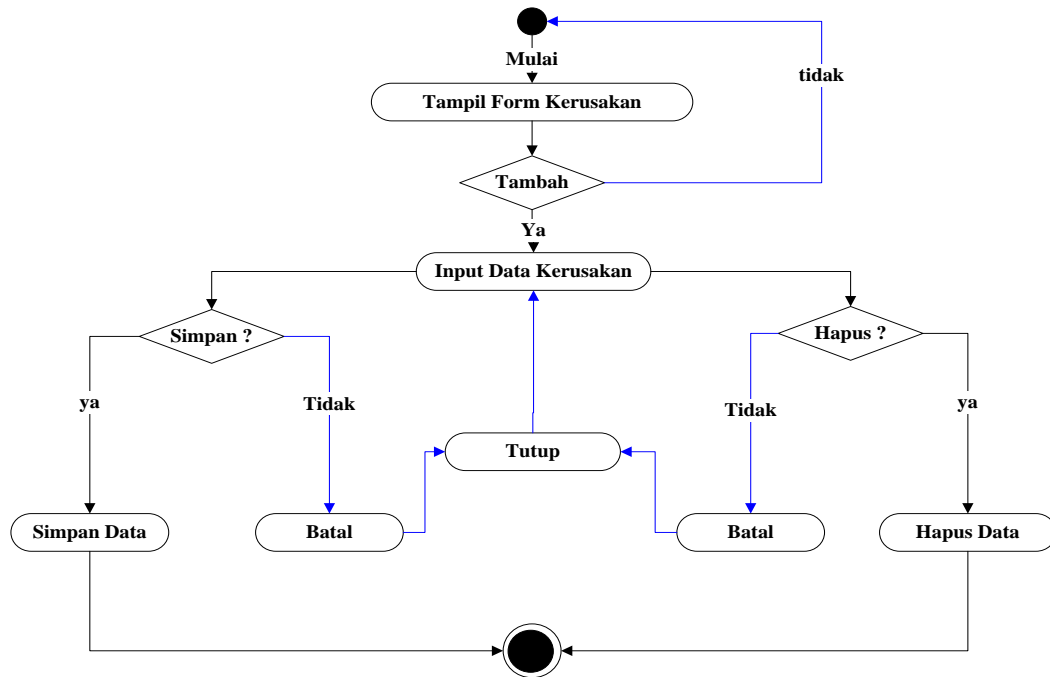 Mulai
tidak
Tampil Form Kerusakan
Tambah
Ya
Input Data Kerusakan
Simpan ?
Hapus ?
ya
Tidak
Tidak
ya
Tutup
Simpan Data
Batal
Batal
Hapus Data